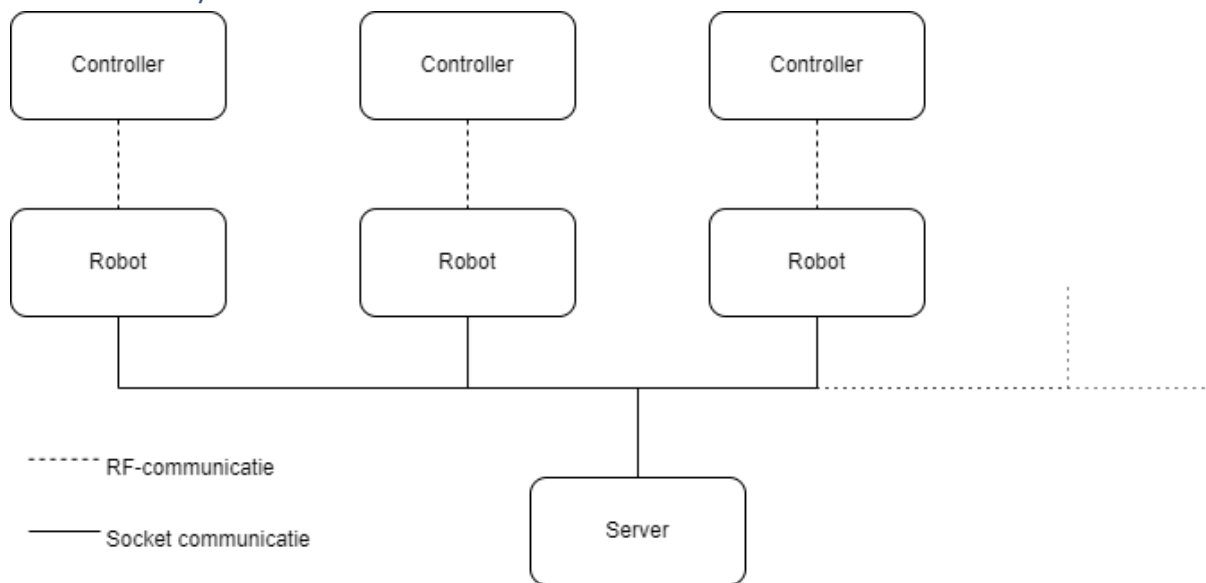 Controller
Controller
Controller
Robot
Robot
Robot
RF-communicatie
Socket communicatie
Server